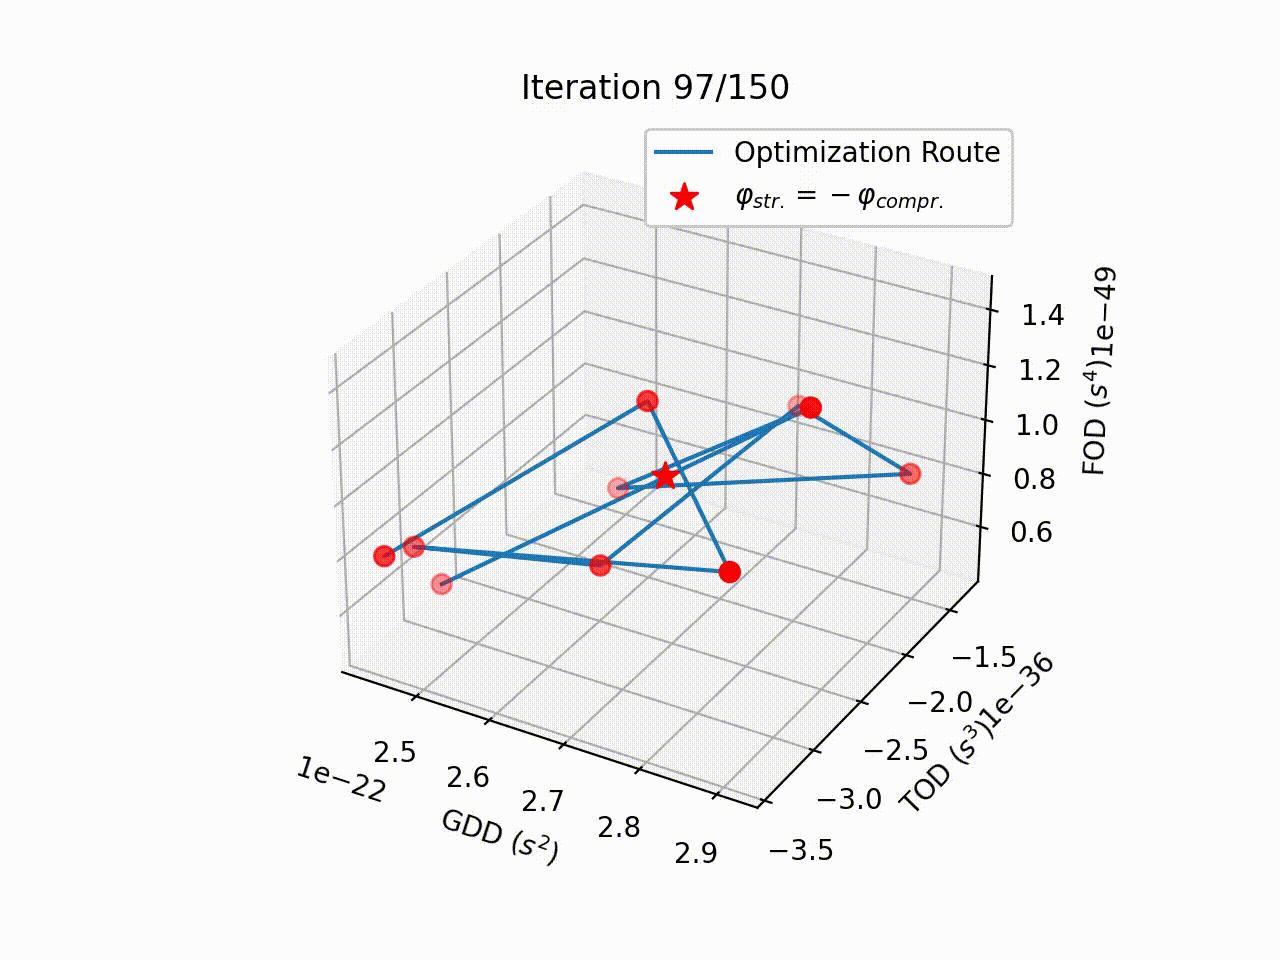 Iteration 97/150
Optimization Route
φstr. = −φcompr.
FOD (s⁴)1e−49
1.4
1.2
1.0
0.8
0.6
−1.5
−2.0
−2.5
−3.0
−3.5
TOD (s³)1e−36
2.5
2.6
2.7
2.8
2.9
1e−22
GDD (s²)